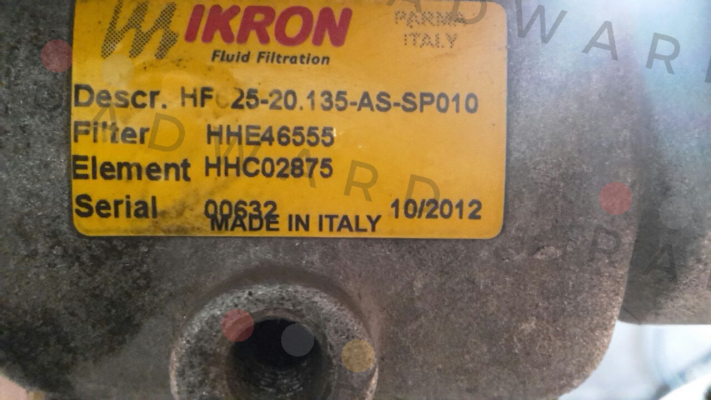 IKRON
PARMA
ITALY
Fluid Filtration
Descr. HF 25-20.135-AS-SP010
Filter HHE46555
Element HHC02875
Serial 00632 10/2012
MADE IN ITALY